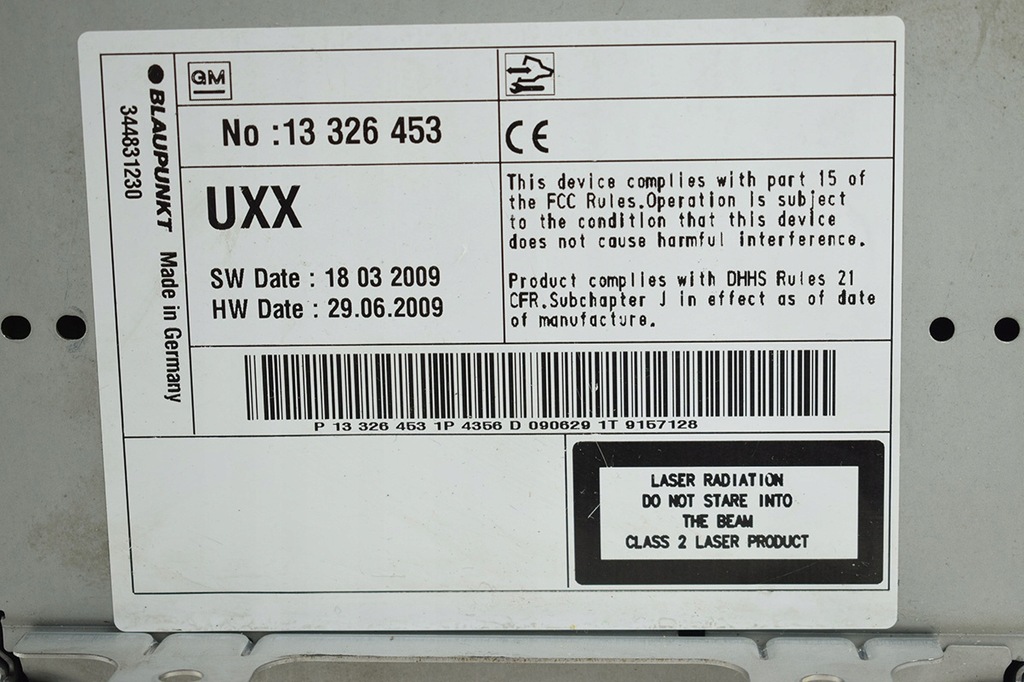 BLAUPUNKT Made in Germany
344831230
GM
No :13 326 453
CE
UXX
SW Date : 18 03 2009
HW Date : 29.06.2009
This device complies with part 15 of
the FCC Rules.Operation is subject
to the condition that this device
does not cause harmful interference.
Product complies with DHHS Rules 21
CFR.Subchapter J in effect as of date
of manufacture.
P 13 326 453 1P 4356 D 090629 1T 9157128
LASER RADIATION
DO NOT STARE INTO
THE BEAM
CLASS 2 LASER PRODUCT